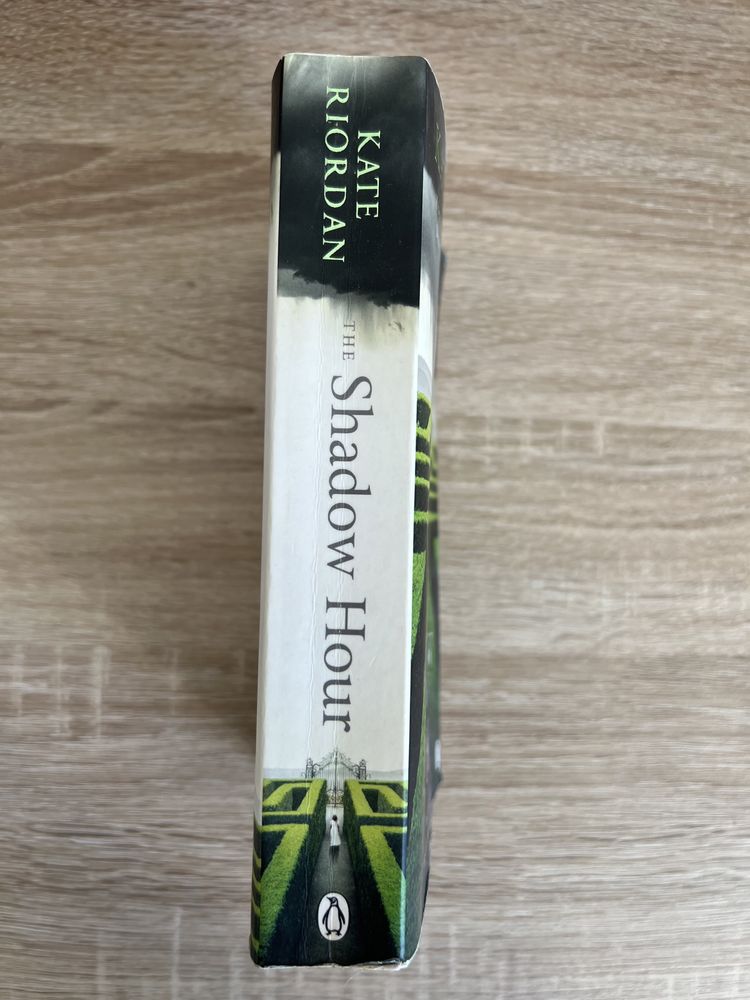 KATE
RIORDAN
THE
Shadow Hour